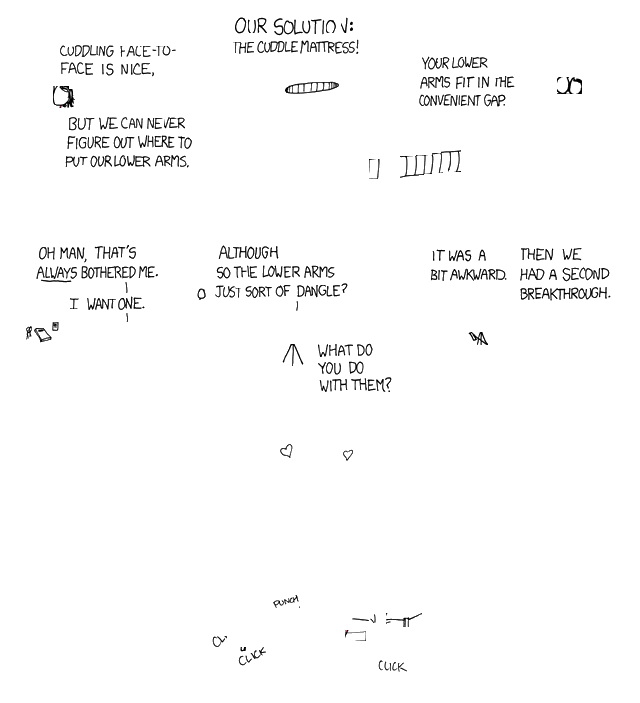 CUDDLING FACE-TO-
FACE IS NICE,
BUT WE CAN NEVER
FIGURE OUT WHERE TO
PUT OUR LOWER ARMS.
OUR SOLUTION:
THE CUDDLE MATTRESS!
YOUR LOWER
ARMS FIT IN THE
CONVENIENT GAP.
OH MAN, THAT'S
ALWAYS BOTHERED ME.
I WANT ONE.
ALTHOUGH
SO THE LOWER ARMS
JUST SORT OF DANGLE?
WHAT DO
YOU DO
WITH THEM?
IT WAS A
BIT AWKWARD.
THEN WE
HAD A SECOND
BREAKTHROUGH.
PUNCH!
CLICK
CLICK